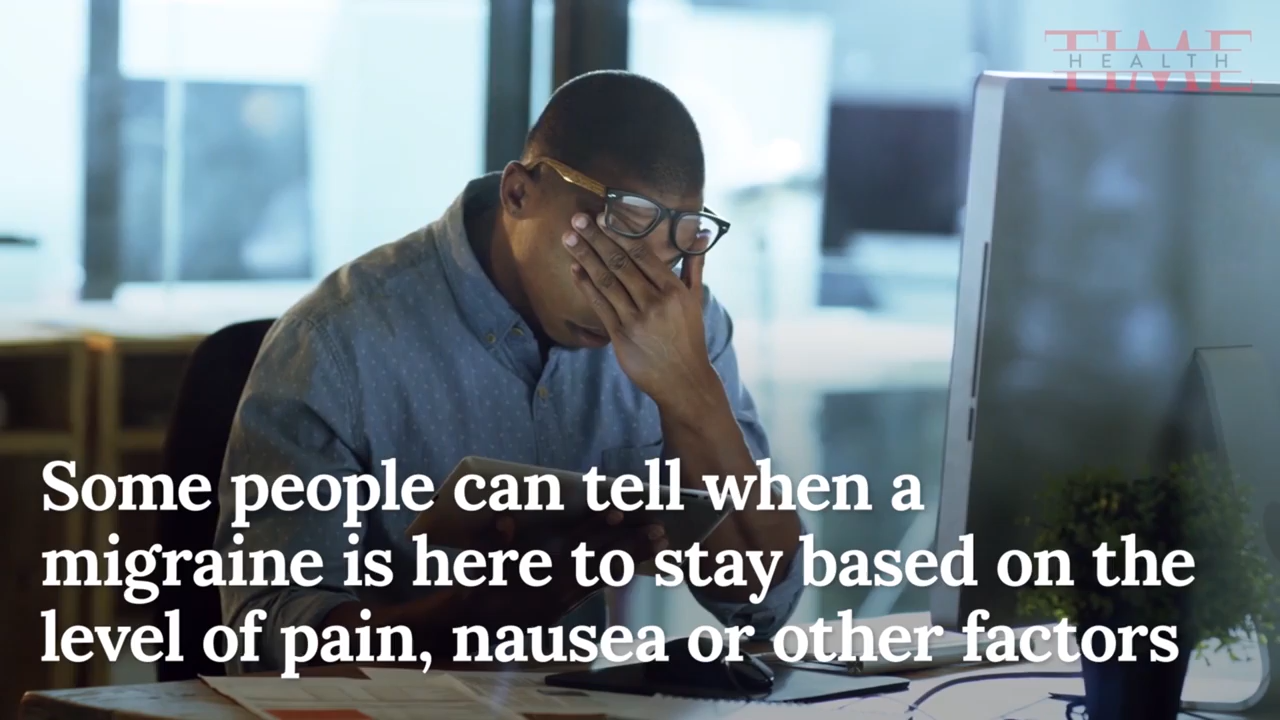 TIME
HEALTH
Some people can tell when a
migraine is here to stay based on the
level of pain, nausea or other factors